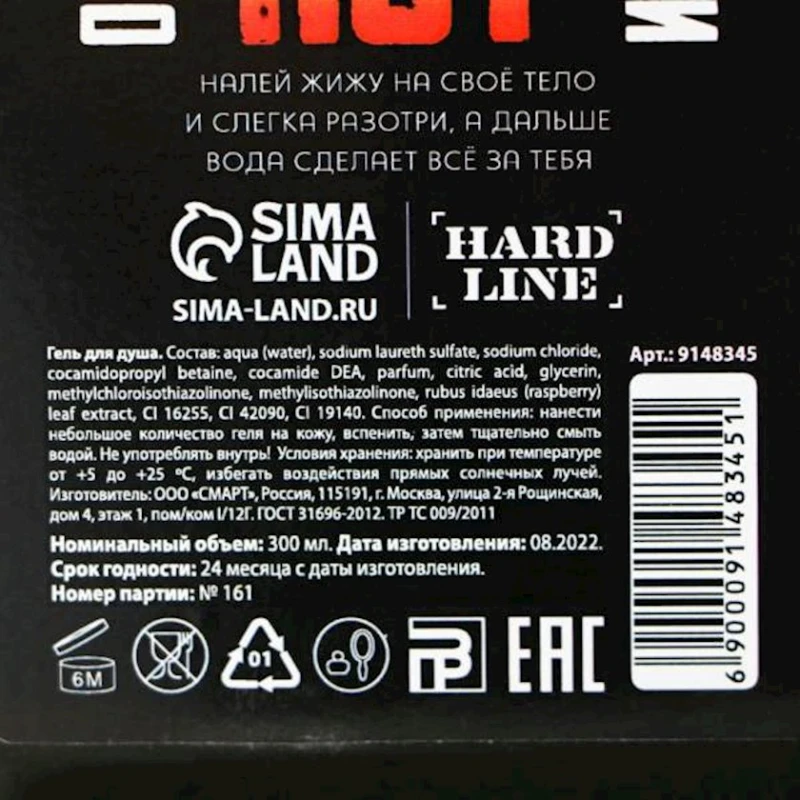 НАЛЕЙ ЖИЖУ НА СВОЁ ТЕЛО
И СЛЕГКА РАЗОТРИ, А ДАЛЬШЕ
ВОДА СДЕЛАЕТ ВСЁ ЗА ТЕБЯ
SIMA
LAND
SIMA-LAND.RU
HARD
LINE
Гель для душа. Состав: aqua (water), sodium laureth sulfate, sodium chloride,
cocamidopropyl betaine, cocamide DEA, parfum, citric acid, glycerin,
methylchloroisothiazolinone, methylisothiazolinone, rubus idaeus (raspberry)
leaf extract, CI 16255, CI 42090, CI 19140. Способ применения: нанести
небольшое количество геля на кожу, вспенить, затем тщательно смыть
водой. Не употреблять внутрь! Условия хранения: хранить при температуре
от +5 до +25 °С, избегать воздействия прямых солнечных лучей.
Изготовитель: ООО «СМАРТ», Россия, 115191, г. Москва, улица 2-я Рощинская,
дом 4, этаж 1, пом/ком I/12Г. ГОСТ 31696-2012. ТР ТС 009/2011
Номинальный объем: 300 мл. Дата изготовления: 08.2022.
Срок годности: 24 месяца с даты изготовления.
Номер партии: № 161
6М
01
ЕАС
Арт.: 9148345
6 900091 483451